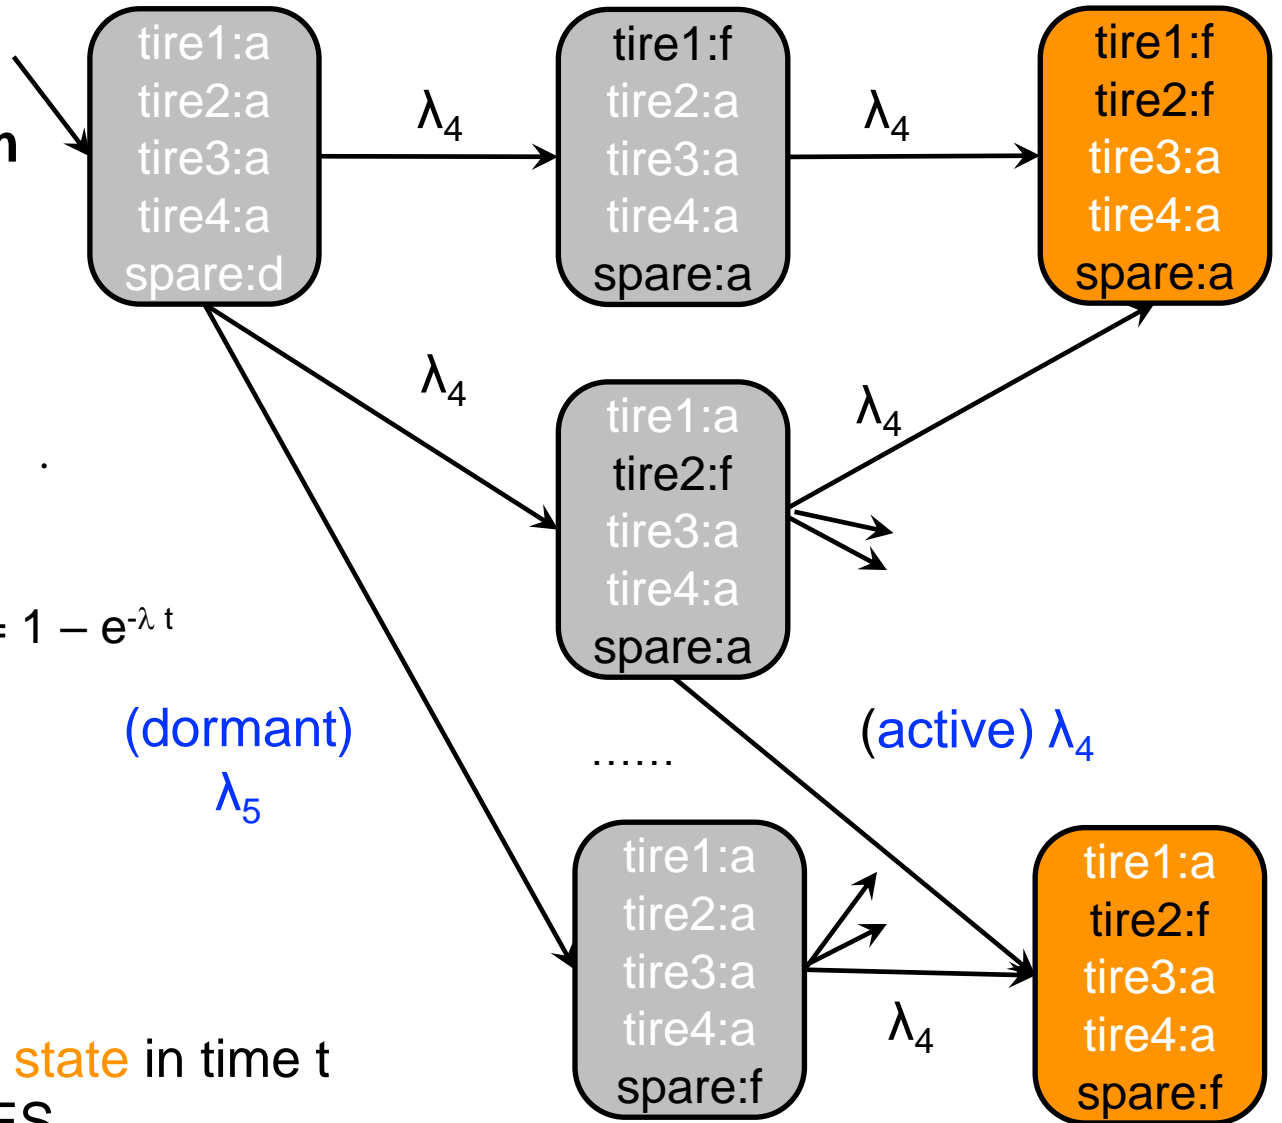 tire1:a
tire2:a
tire3:a
tire4:a
spare:d
λ4
tire1:f
tire2:a
tire3:a
tire4:a
spare:a
λ4
tire1:f
tire2:f
tire3:a
tire4:a
spare:a
λ4
tire1:a
tire2:f
tire3:a
tire4:a
spare:a
λ4
.
= 1 – e-λ t
(dormant)
λ5
......
(active) λ4
tire1:a
tire2:a
tire3:a
tire4:a
spare:f
λ4
tire1:a
tire2:f
tire3:a
tire4:a
spare:f
state in time t